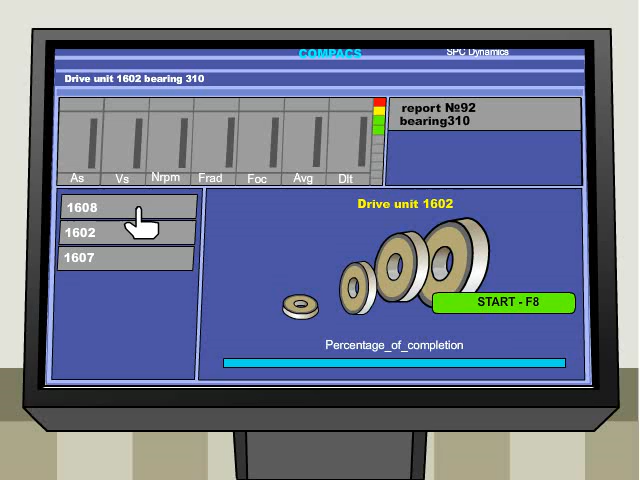 COMPACS
SPC Dynamics
Drive unit 1602 bearing 310
report №92
bearing310
As Vs Nrpm Frad Foc Avg Dlt
1608
1602
1607
Drive unit 1602
START - F8
Percentage_of_completion